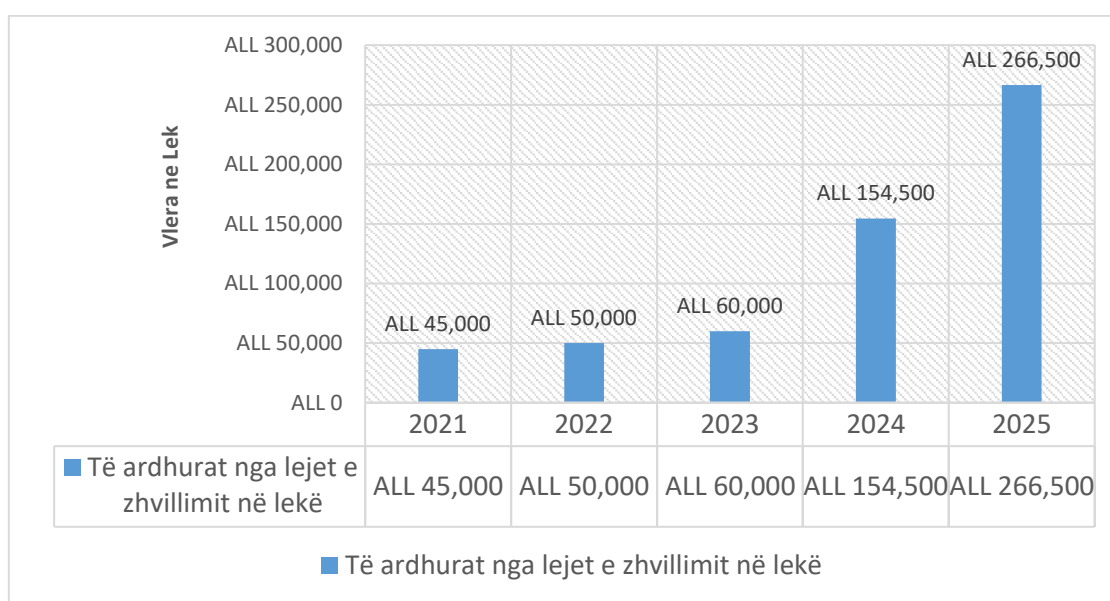 ALL 300,000
ALL 250,000
ALL 200,000
ALL 150,000
ALL 100,000
ALL 50,000
ALL 0
Vlera ne Lek
ALL 45,000
ALL 50,000
ALL 60,000
ALL 154,500
ALL 266,500
2021 2022 2023 2024 2025
Të ardhurat nga lejet e
zhvillimit në lekë
ALL 45,000 ALL 50,000 ALL 60,000 ALL 154,500 ALL 266,500
Të ardhurat nga lejet e zhvillimit në lekë